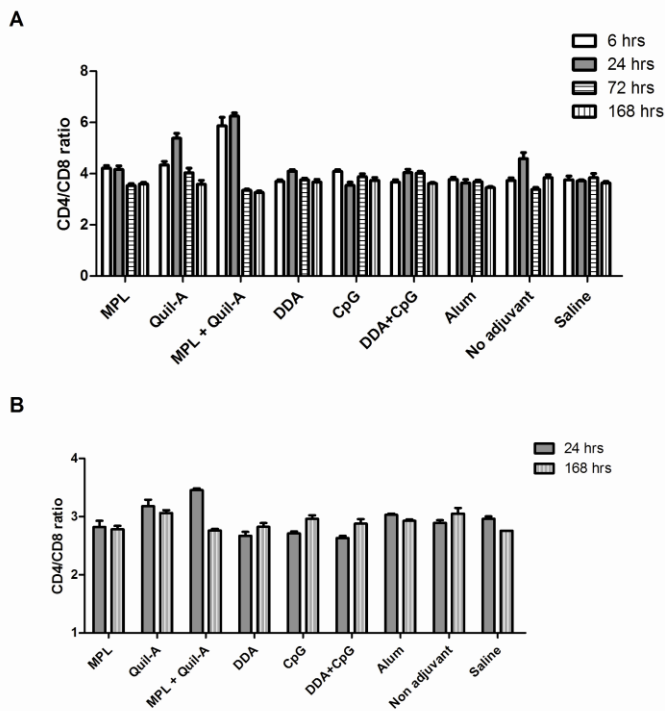 A
6 hrs
24 hrs
72 hrs
168 hrs
CD4/CD8 ratio
8
6
4
2
0
MPL
Quil-A
MPL + Quil-A
DDA
CpG
DDA+CpG
Alum
No adjuvant
Saline
B
24 hrs
168 hrs
CD4/CD8 ratio
4
3
2
1
MPL
Quil-A
MPL + Quil-A
DDA
CpG
DDA+CpG
Alum
Non adjuvant
Saline